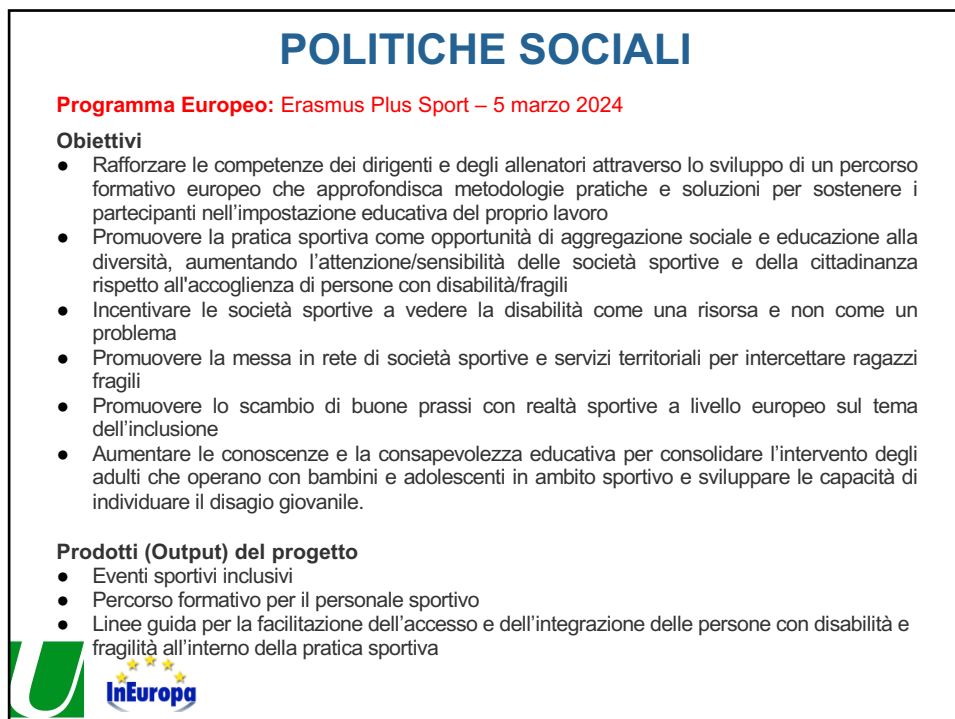 POLITICHE SOCIALI
Programma Europeo: Erasmus Plus Sport – 5 marzo 2024
Obiettivi
● Rafforzare le competenze dei dirigenti e degli allenatori attraverso lo sviluppo di un percorso
formativo europeo che approfondisca metodologie pratiche e soluzioni per sostenere i
partecipanti nell’impostazione educativa del proprio lavoro
● Promuovere la pratica sportiva come opportunità di aggregazione sociale e educazione alla
diversità, aumentando l’attenzione/sensibilità delle società sportive e della cittadinanza
rispetto all'accoglienza di persone con disabilità/fragili
● Incentivare le società sportive a vedere la disabilità come una risorsa e non come un
problema
● Promuovere la messa in rete di società sportive e servizi territoriali per intercettare ragazzi
fragili
● Promuovere lo scambio di buone prassi con realtà sportive a livello europeo sul tema
dell’inclusione
● Aumentare le conoscenze e la consapevolezza educativa per consolidare l’intervento degli
adulti che operano con bambini e adolescenti in ambito sportivo e sviluppare le capacità di
individuare il disagio giovanile.
Prodotti (Output) del progetto
● Eventi sportivi inclusivi
● Percorso formativo per il personale sportivo
● Linee guida per la facilitazione dell’accesso e dell’integrazione delle persone con disabilità e
fragilità all’interno della pratica sportiva
U
InEuropa